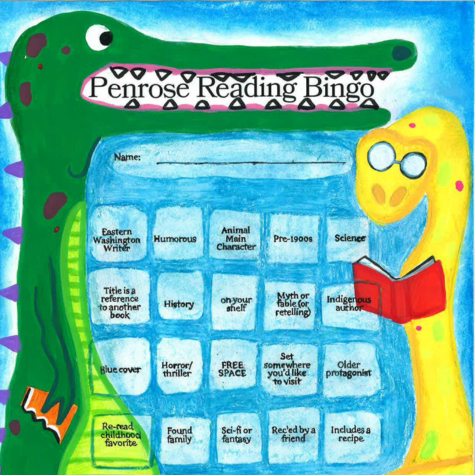 Penrose Reading Bingo
Name:
Eastern
Washington
Writer
Humorous
Animal
Main
Character
Pre-1900s
Science
Title is a
reference
to another
book
History
on your
shelf
Myth or
fable (or
retelling)
Indigenous
author
Blue cover
Horror/
thriller
FREE
SPACE
Set
somewhere
you'd like
to visit
Older
protagonist
Re-read
childhood
favorite
Found
family
Sci-fi or
fantasy
Rec'ed by a
friend
Includes a
recipe